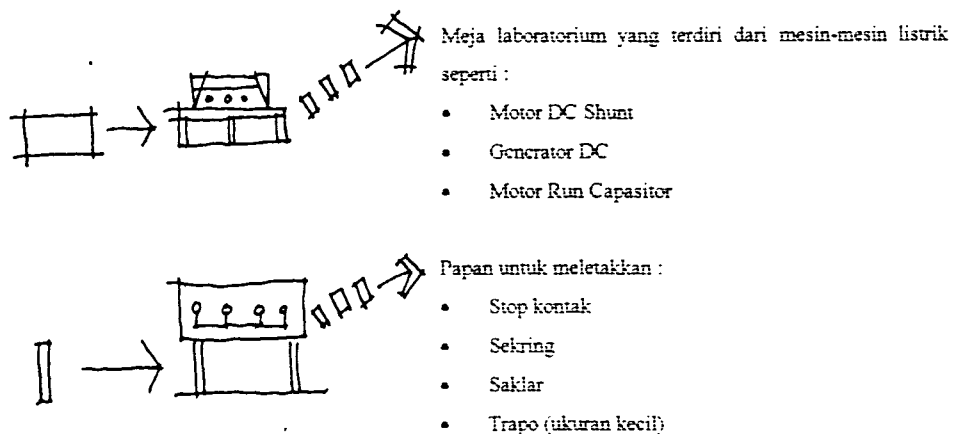 Meja laboratorium yang terdiri dari mesin-mesin listrik
seperti :
• Motor DC Shunt
• Generator DC
• Motor Run Capasitor
Papan untuk meletakkan :
• Stop kontak
• Sekring
• Saklar
• Trapo (ukuran kecil)